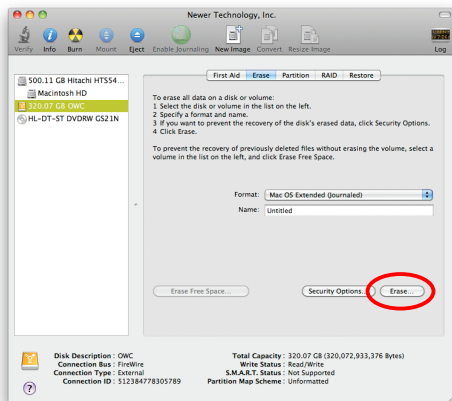 Newer Technology, Inc.
Verify Info Burn Mount Eject Enable Journaling New Image Convert Resize Image Log
First Aid Erase Partition RAID Restore
500.11 GB Hitachi HTS54...
Macintosh HD
320.07 GB OWC
HL-DT-ST DVDRW GS21N
To erase all data on a disk or volume:
1 Select the disk or volume in the list on the left.
2 Specify a format and name.
3 If you want to prevent the recovery of the disk's erased data, click Security Options.
4 Click Erase.
To prevent the recovery of previously deleted files without erasing the volume, select a
volume in the list on the left, and click Erase Free Space.
Format: Mac OS Extended (Journaled)
Name: Untitled
Erase Free Space... Security Options... Erase...
Disk Description : OWC Total Capacity : 320.07 GB (320,072,933,376 Bytes)
Connection Bus : FireWire Write Status : Read/Write
Connection Type : External S.M.A.R.T. Status : Not Supported
Connection ID : 512384778305789 Partition Map Scheme : Unformatted
?